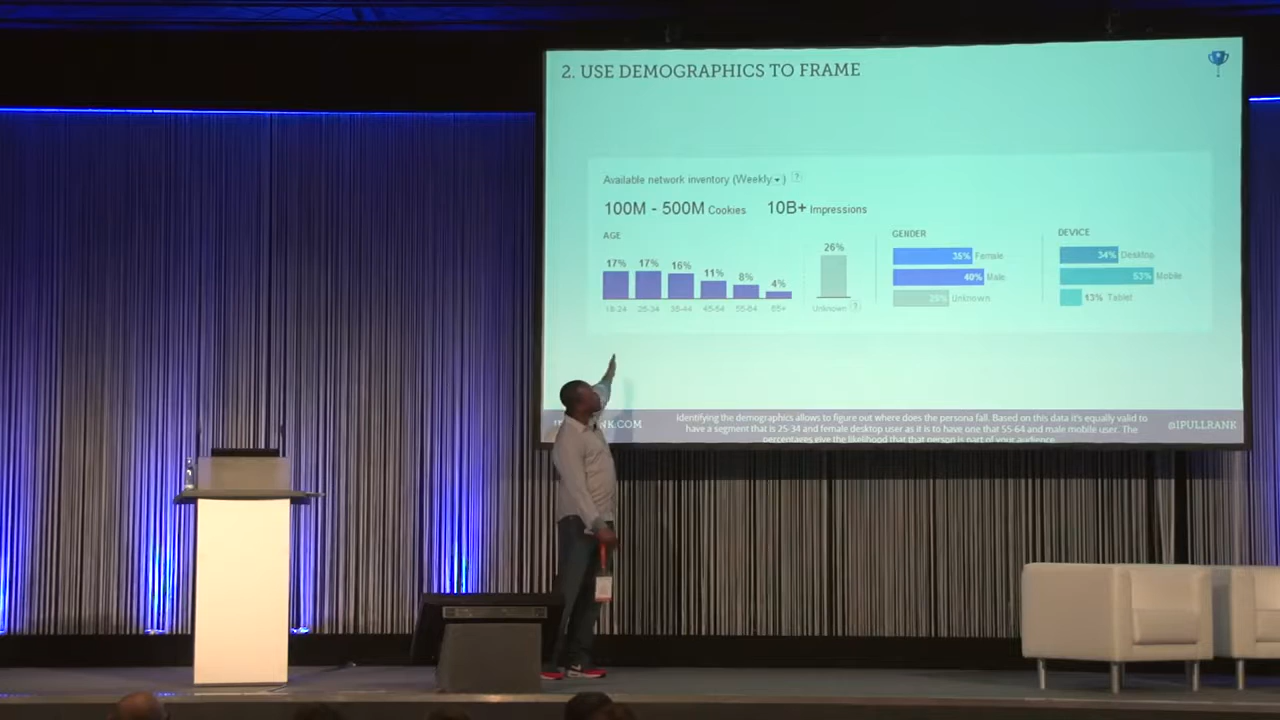 2. USE DEMOGRAPHICS TO FRAME
Available network inventory (Weekly ) ?
100M - 500M Cookies 10B+ Impressions
AGE
17% 17% 16% 11% 8% 4%
18-24 25-34 35-44 45-54 55-64 65+
26%
Unknown ?
GENDER
35% Female
40% Male
25% Unknown
DEVICE
34% Desktop
53% Mobile
13% Tablet
Identifying the demographics allows to figure out where does the persona fall. Based on this data it's equally valid to
have a segment that is 25-34 and female desktop user as it is to have one that 55-64 and male mobile user. The
percentages give the likelihood that that person is part of your audience.
RANK.COM
@IPULLRANK